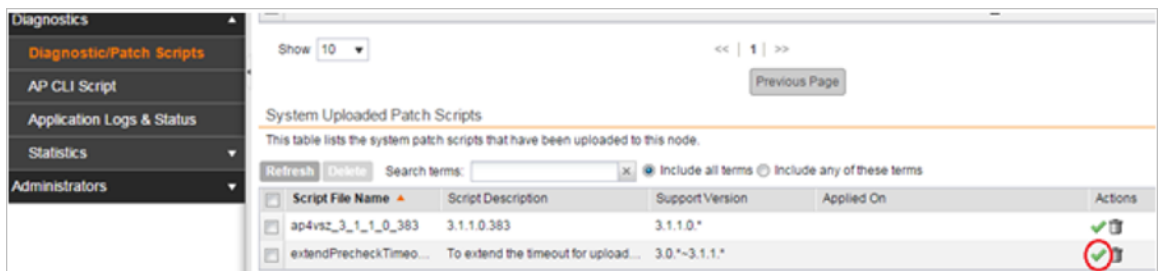 Diagnostics
Diagnostic/Patch Scripts
AP CLI Script
Application Logs & Status
Statistics
Administrators
Show 10
<< | 1 | >>
Previous Page
System Uploaded Patch Scripts
This table lists the system patch scripts that have been uploaded to this node.
Refresh Delete Search terms: x Include all terms Include any of these terms
Script File Name Script Description Support Version Applied On Actions
ap4vsz_3_1_1_0_383 3.1.1.0.383 3.1.1.0.*
extendPrecheckTimeo... To extend the timeout for upload... 3.0.*~3.1.1.*